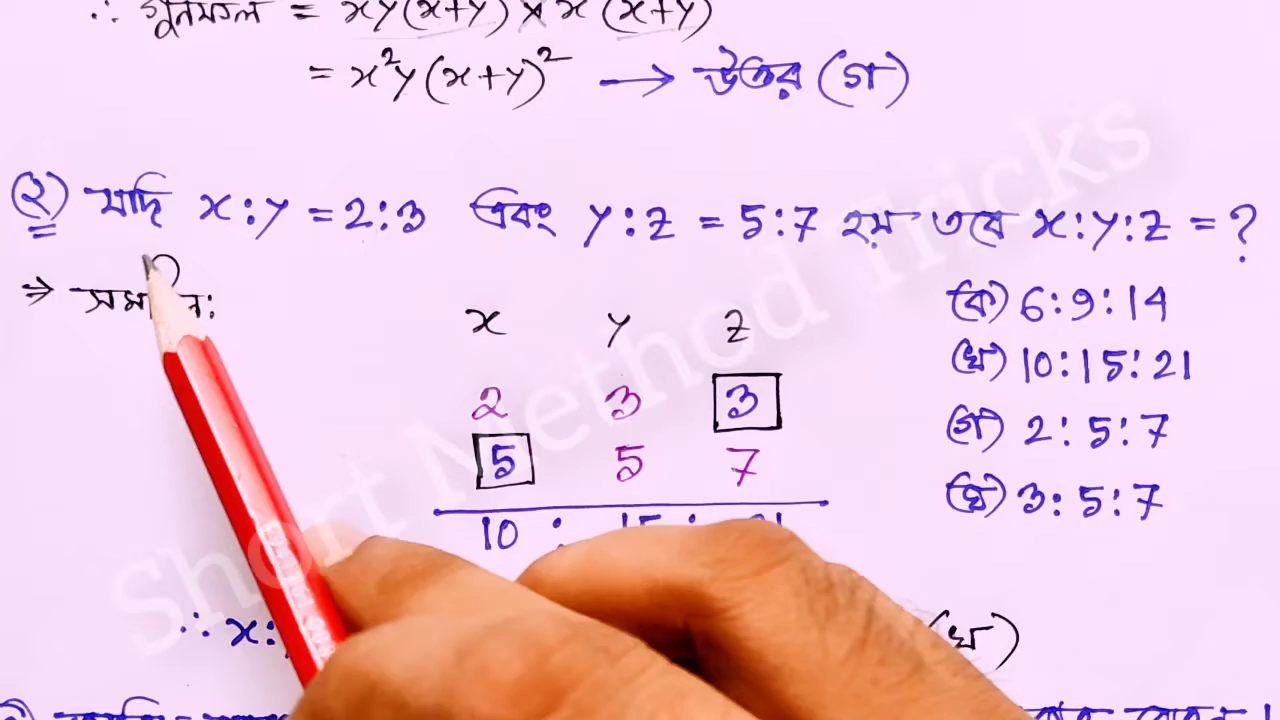 ∴ গুনফল = xy(x+y) × x (x+y)
= x²y(x+y)² → উত্তর (গ)
(২) যদি x:y = 2:3 এবং y:z = 5:7 হয় তবে x:y:z = ?
⇒ সমাধান:
x y z
2 3 3
5 5 7
10 : 15 : 21
(ক) 6:9:14
(খ) 10:15:21
(গ) 2:5:7
(ঘ) 3:5:7
∴ x: (খ)
Short Method Tricks